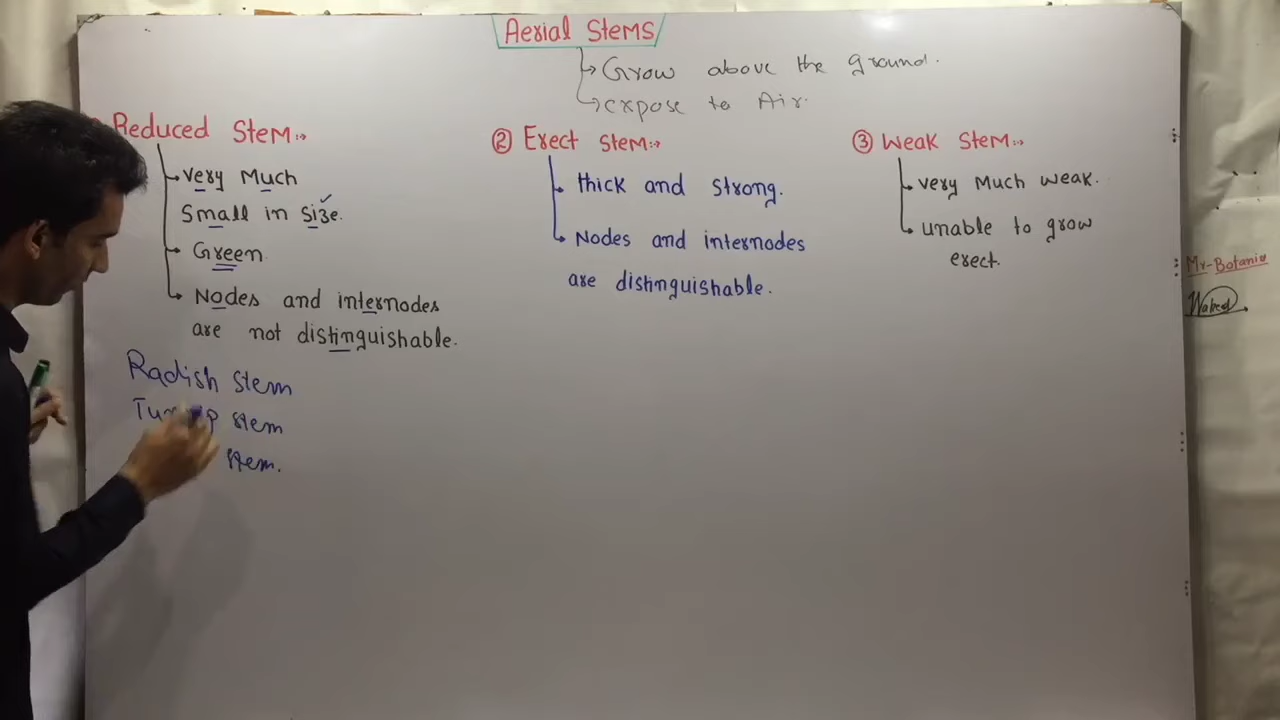 Aerial Stems
Grow above the ground.
expose to Air.
Reduced Stem:→
very Much
Small in size.
Green
Nodes and internodes
are not distinguishable.
Radish Stem
stem
stem.
② Erect stem:→
thick and strong.
Nodes and internodes
are distinguishable.
③ Weak Stem:→
very Much weak.
unable to grow
erect.
Mr-Botanis
Waheed